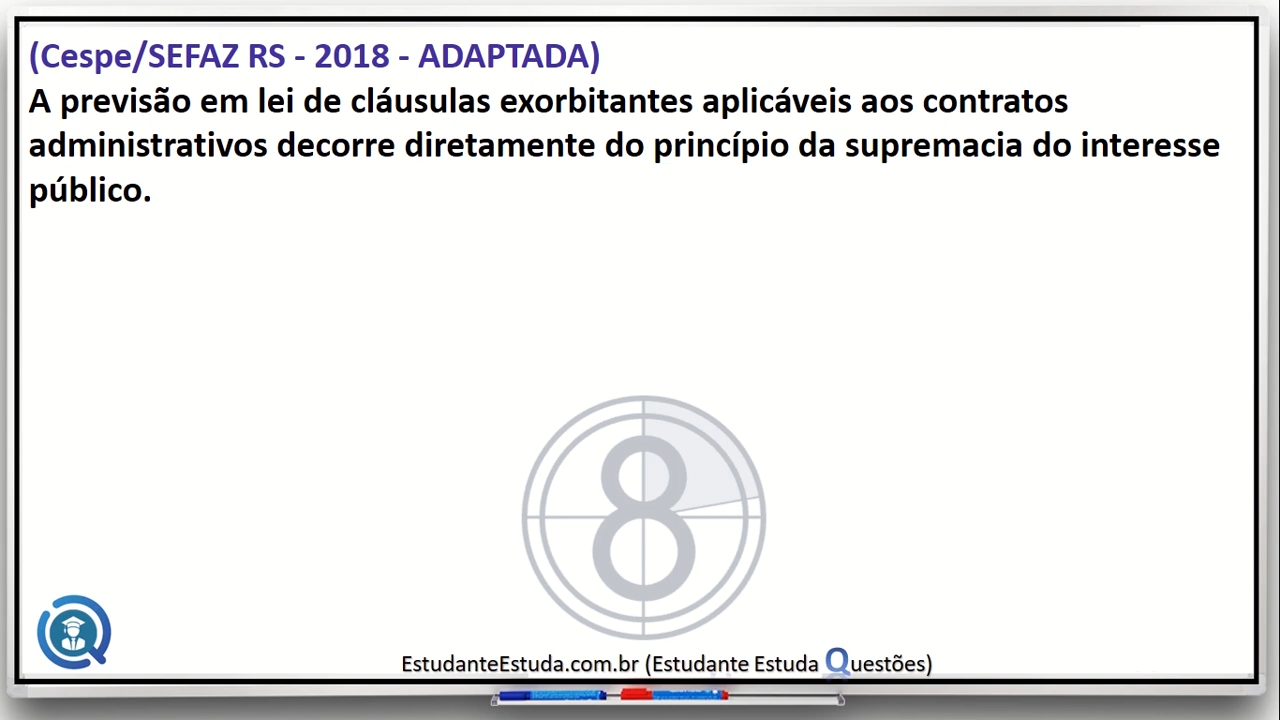 (Cespe/SEFAZ RS - 2018 - ADAPTADA)
A previsão em lei de cláusulas exorbitantes aplicáveis aos contratos
administrativos decorre diretamente do princípio da supremacia do interesse
público.
8
EstudanteEstuda.com.br (Estudante Estuda Questões)